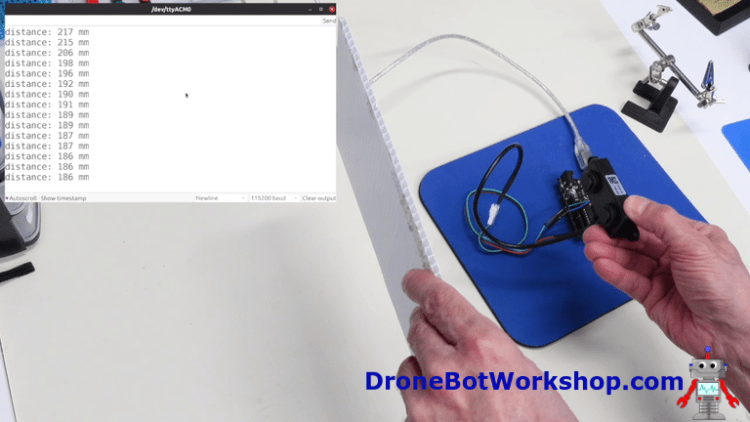 /dev/ttyACM0
Send
distance: 217 mm
distance: 215 mm
distance: 206 mm
distance: 198 mm
distance: 196 mm
distance: 192 mm
distance: 190 mm
distance: 191 mm
distance: 189 mm
distance: 189 mm
distance: 187 mm
distance: 187 mm
distance: 186 mm
distance: 186 mm
distance: 186 mm
Autoscroll Show timestamp Newline 115200 baud Clear output
DroneBotWorkshop.com